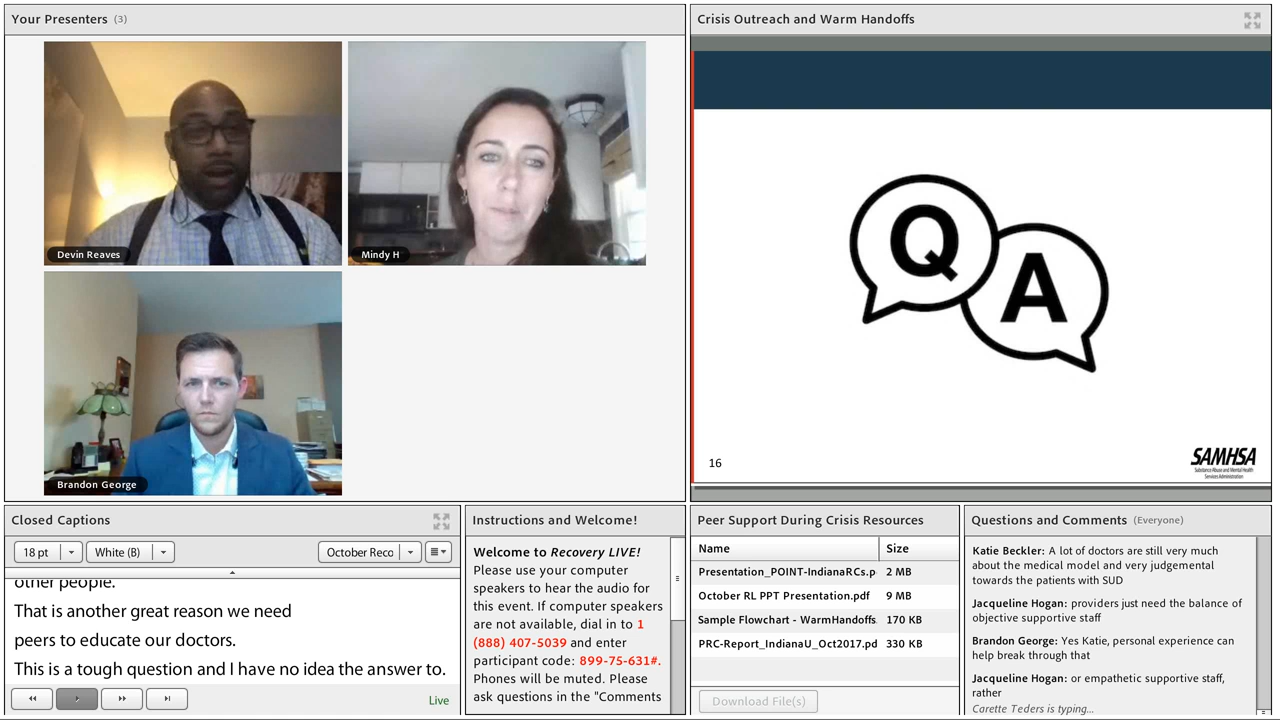 Your Presenters (3)
Devin Reaves
Mindy H
Brandon George
Crisis Outreach and Warm Handoffs
Q
A
16
SAMHSA
Substance Abuse and Mental Health
Services Administration
Closed Captions
18 pt
White (B)
October Reco
other people.
That is another great reason we need
peers to educate our doctors.
This is a tough question and I have no idea the answer to.
Live
Instructions and Welcome!
Welcome to Recovery LIVE!
Please use your computer
speakers to hear the audio for
this event. If computer speakers
are not available, dial in to 1
(888) 407-5039 and enter
participant code: 899-75-631#.
Phones will be muted. Please
ask questions in the "Comments
Peer Support During Crisis Resources
Name Size
Presentation_POINT-IndianaRCs.p 2 MB
October RL PPT Presentation.pdf 9 MB
Sample Flowchart - WarmHandoffs. 170 KB
PRC-Report_IndianaU_Oct2017.pd 330 KB
Download File(s)
Questions and Comments (Everyone)
Katie Beckler: A lot of doctors are still very much
about the medical model and very judgemental
towards the patients with SUD
Jacqueline Hogan: providers just need the balance of
objective supportive staff
Brandon George: Yes Katie, personal experience can
help break through that
Jacqueline Hogan: or empathetic supportive staff,
rather
Carette Teders is typing...